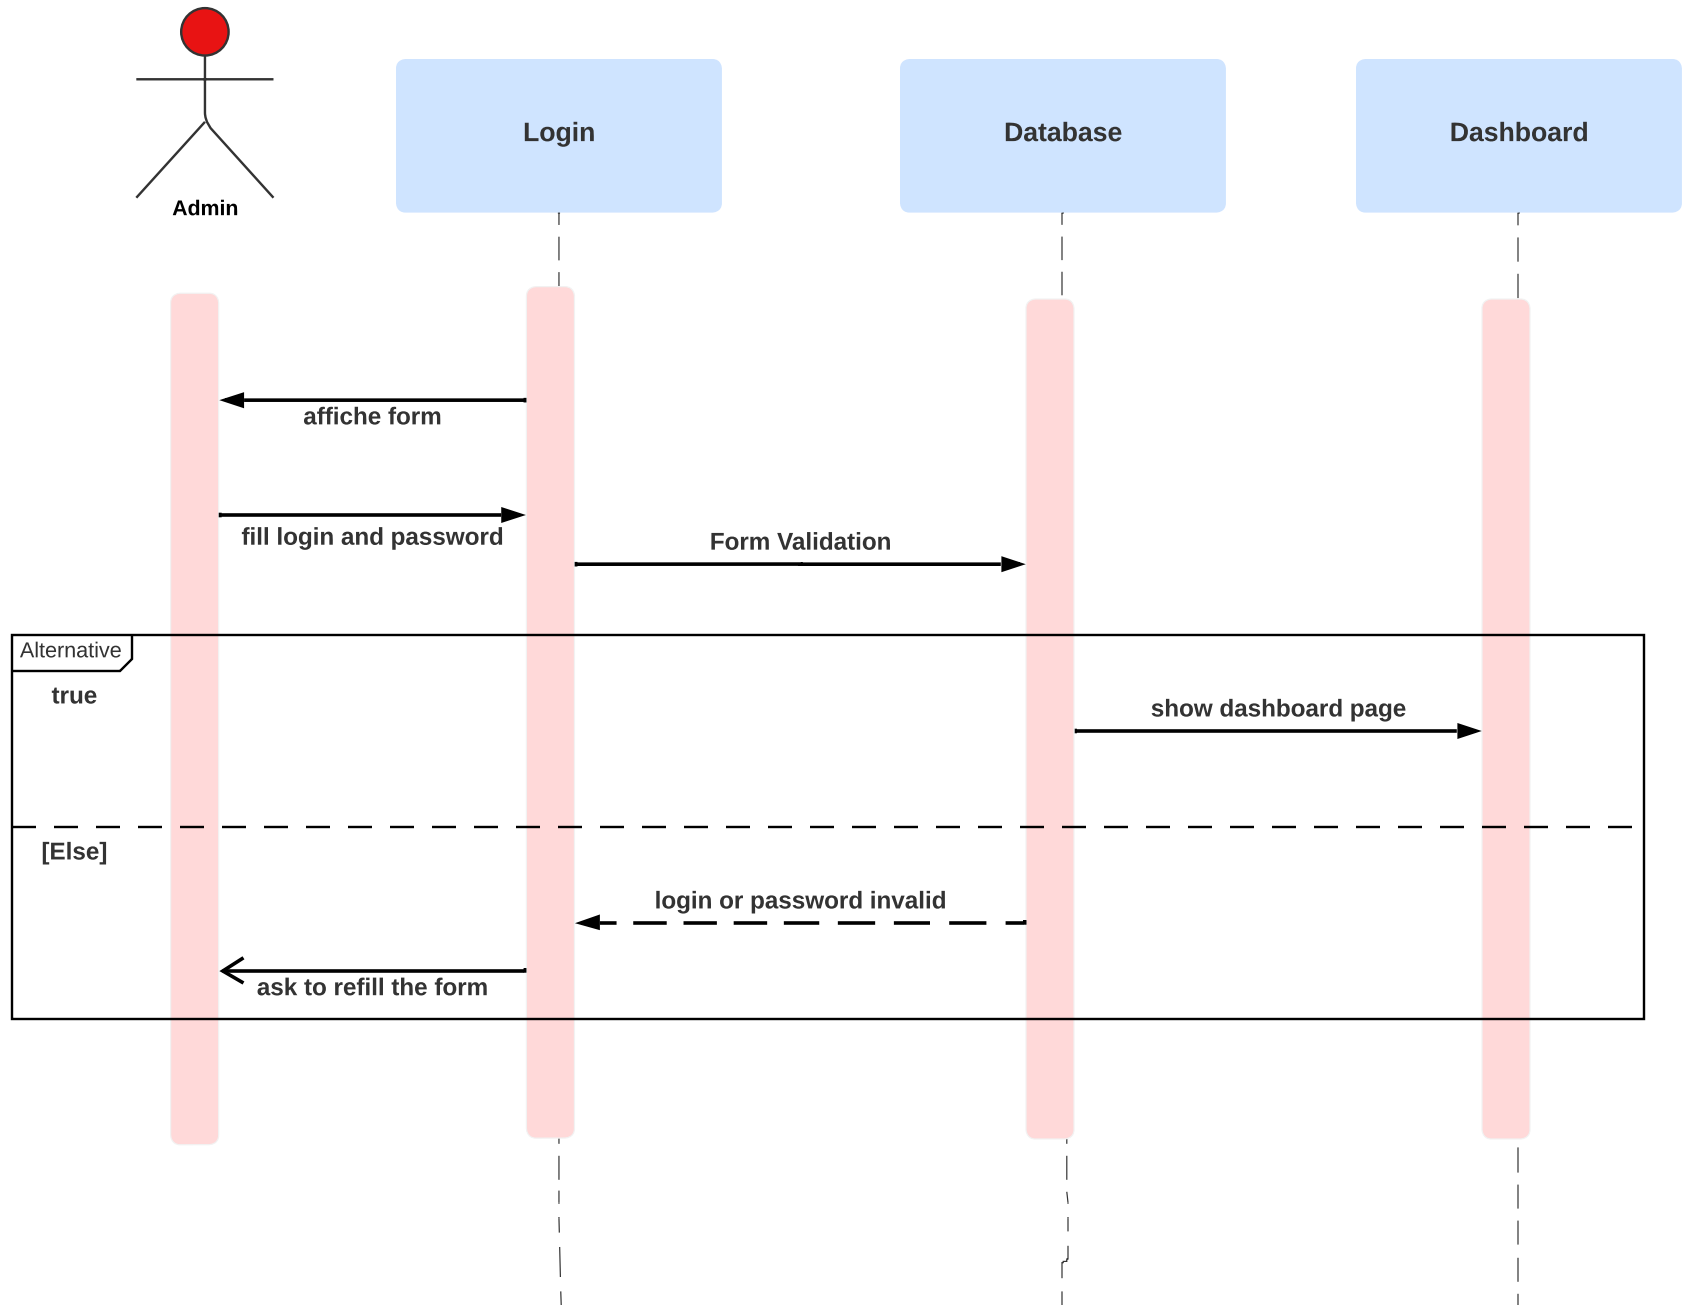 Admin
Login
Database
Dashboard
affiche form
fill login and password
Form Validation
Alternative
true
show dashboard page
[Else]
login or password invalid
ask to refill the form